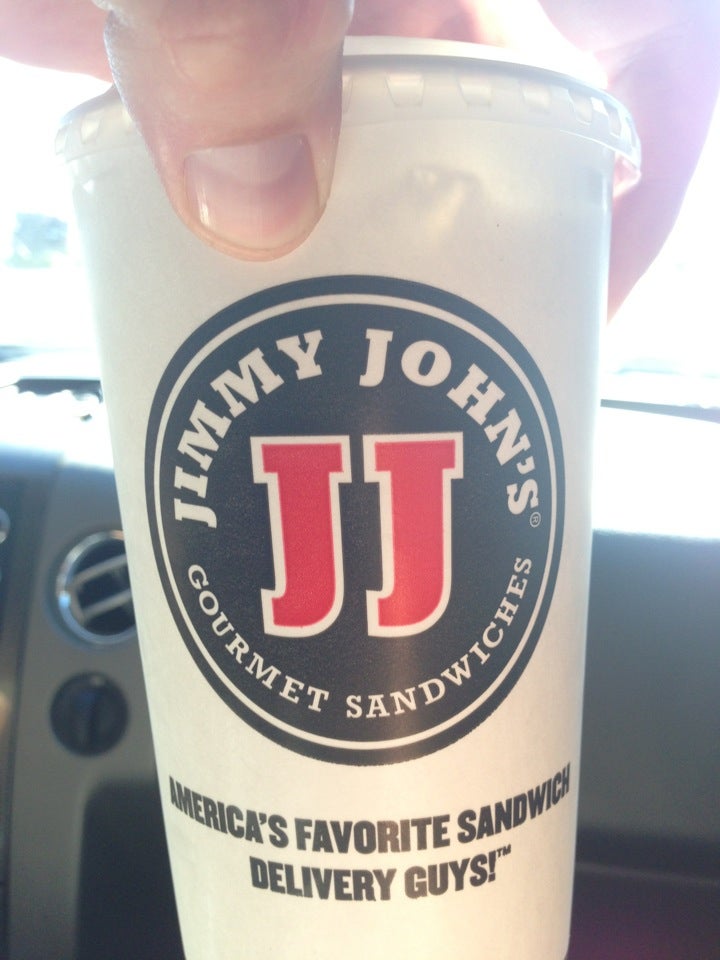 JIMMY JOHN'S®
JJ
GOURMET SANDWICHES
AMERICA'S FAVORITE SANDWICH
DELIVERY GUYS!™